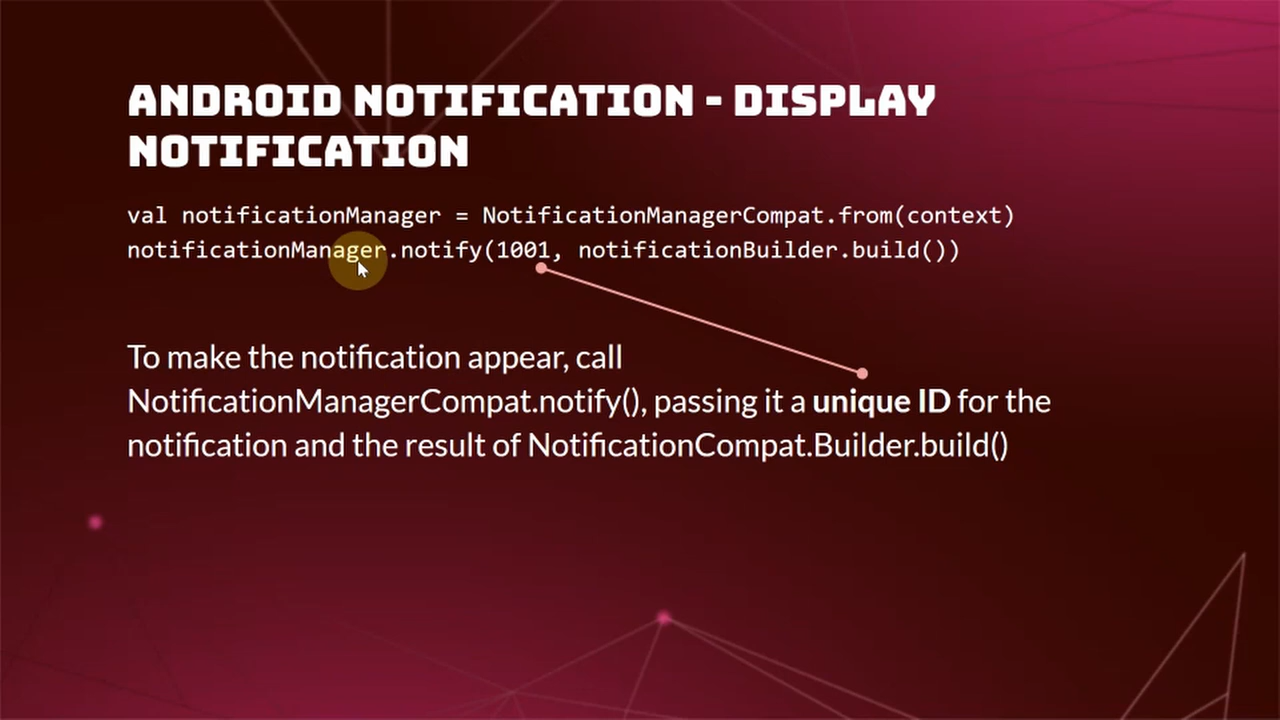 ANDROID NOTIFICATION - DISPLAY
NOTIFICATION
val notificationManager = NotificationManagerCompat.from(context)
notificationManager.notify(1001, notificationBuilder.build())
To make the notification appear, call
NotificationManagerCompat.notify(), passing it a unique ID for the
notification and the result of NotificationCompat.Builder.build()